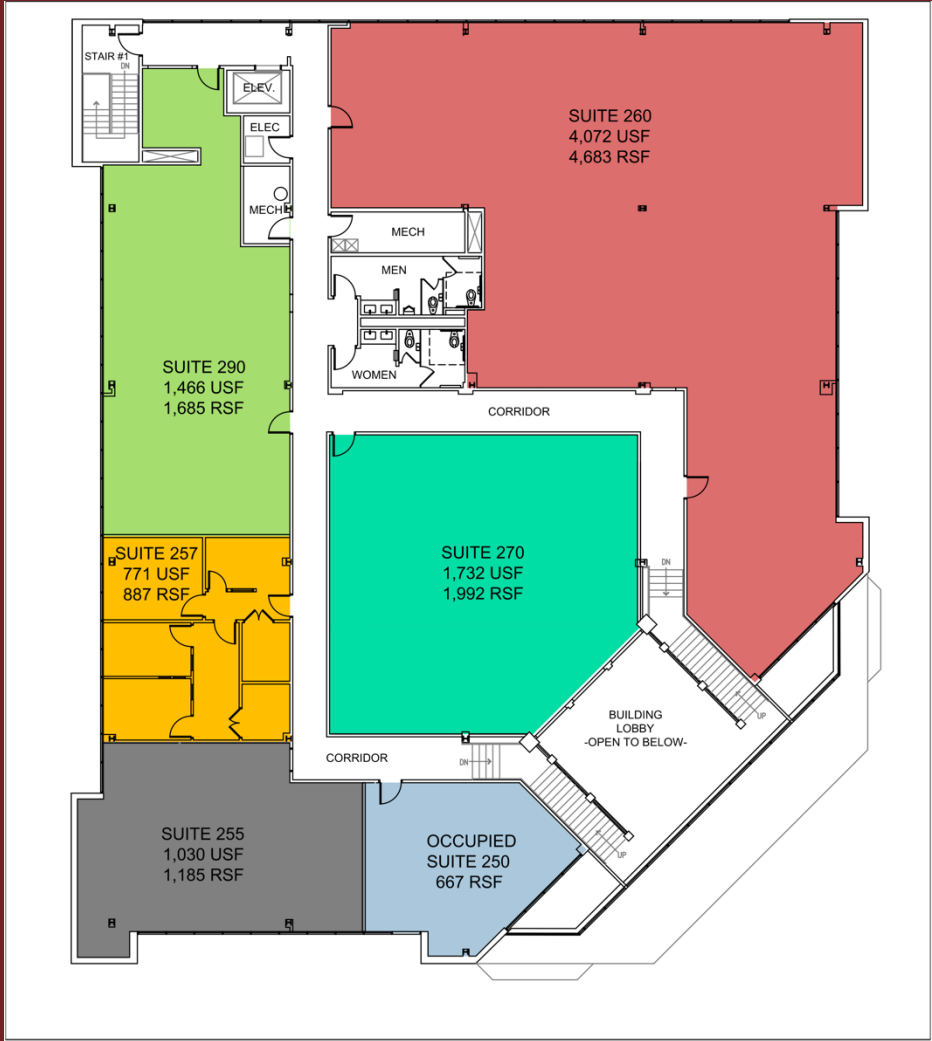 STAIR #1
DN
ELEV.
ELEC
MECH
SUITE 260
4,072 USF
4,683 RSF
MECH
MEN
WOMEN
SUITE 290
1,466 USF
1,685 RSF
CORRIDOR
SUITE 257
771 USF
887 RSF
SUITE 270
1,732 USF
1,992 RSF
DN
UP
BUILDING
LOBBY
-OPEN TO BELOW-
CORRIDOR
DN
UP
SUITE 255
1,030 USF
1,185 RSF
OCCUPIED
SUITE 250
667 RSF